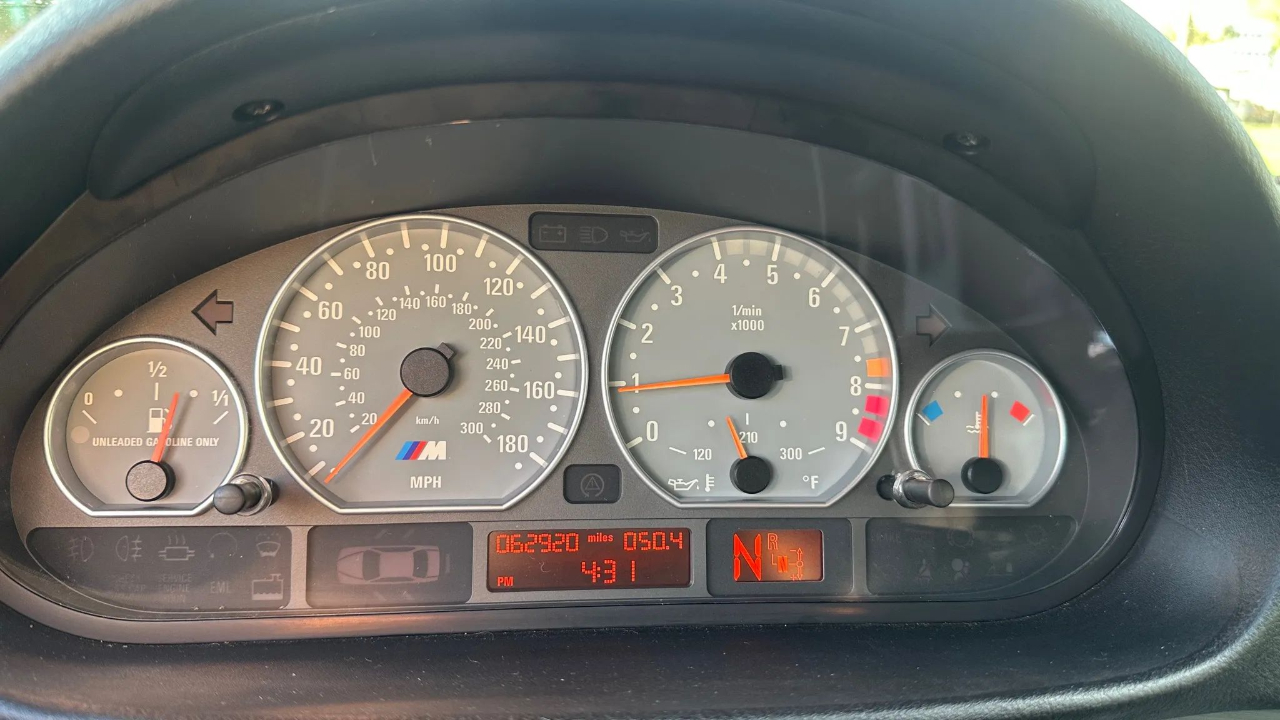 0 1/2 1/1
UNLEADED GASOLINE ONLY
20 40 60 80 100 120 140 160 180
20 40 60 80 100 120 140 160 180 200 220 240 260 280 300
km/h
M
MPH
0 1 2 3 4 5 6 7 8 9
1/min
x1000
120 210 300
°F
SERVICE
ENGINE
EML
062920 miles 050.4
PM 4:31
N R
N